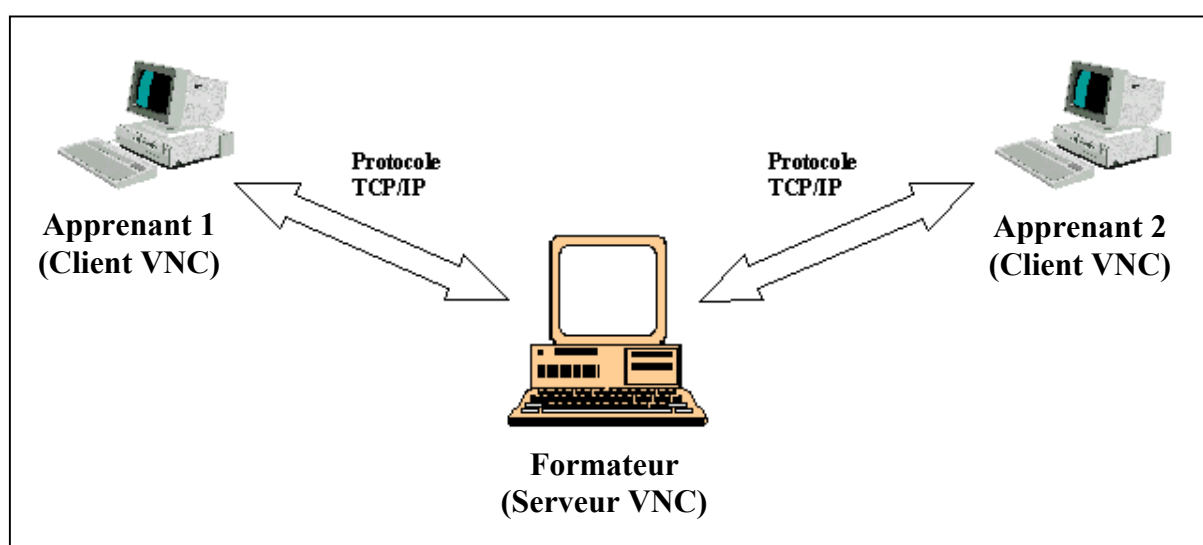 Protocole
TCP/IP
Protocole
TCP/IP
Apprenant 1
(Client VNC)
Apprenant 2
(Client VNC)
Formateur
(Serveur VNC)